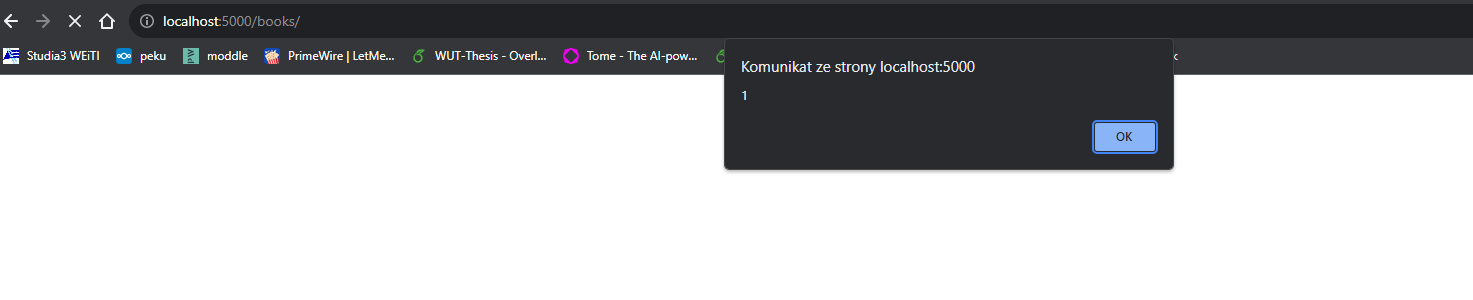 localhost:5000/books/
Studia3 WEiTI peku moddle PrimeWire | LetMe... WUT-Thesis - Overl... Tome - The AI-pow...
Komunikat ze strony localhost:5000
1
OK